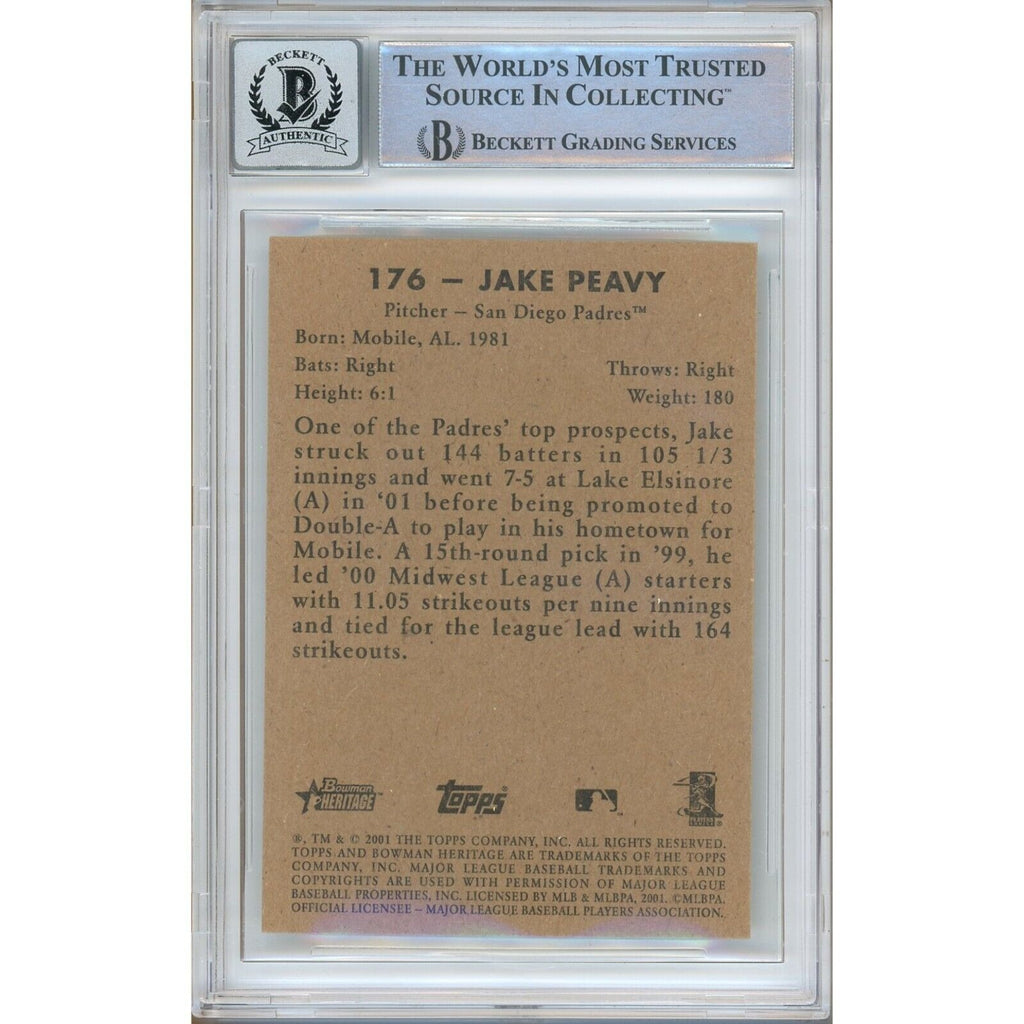 BECKETT
B
AUTHENTIC
THE WORLD'S MOST TRUSTED
SOURCE IN COLLECTING™
B BECKETT GRADING SERVICES
176 – JAKE PEAVY
Pitcher – San Diego Padres™
Born: Mobile, AL. 1981
Bats: Right Throws: Right
Height: 6:1 Weight: 180
One of the Padres' top prospects, Jake
struck out 144 batters in 105 1/3
innings and went 7-5 at Lake Elsinore
(A) in '01 before being promoted to
Double-A to play in his hometown for
Mobile. A 15th-round pick in '99, he
led '00 Midwest League (A) starters
with 11.05 strikeouts per nine innings
and tied for the league lead with 164
strikeouts.
Bowman
HERITAGE™
Topps®
®, TM & © 2001 THE TOPPS COMPANY, INC. ALL RIGHTS RESERVED.
TOPPS AND BOWMAN HERITAGE ARE TRADEMARKS OF THE TOPPS
COMPANY, INC. MAJOR LEAGUE BASEBALL TRADEMARKS AND
COPYRIGHTS ARE USED WITH PERMISSION OF MAJOR LEAGUE
BASEBALL PROPERTIES, INC. LICENSED BY MLB & MLBPA, 2001. ©MLBPA.
OFFICIAL LICENSEE – MAJOR LEAGUE BASEBALL PLAYERS ASSOCIATION.